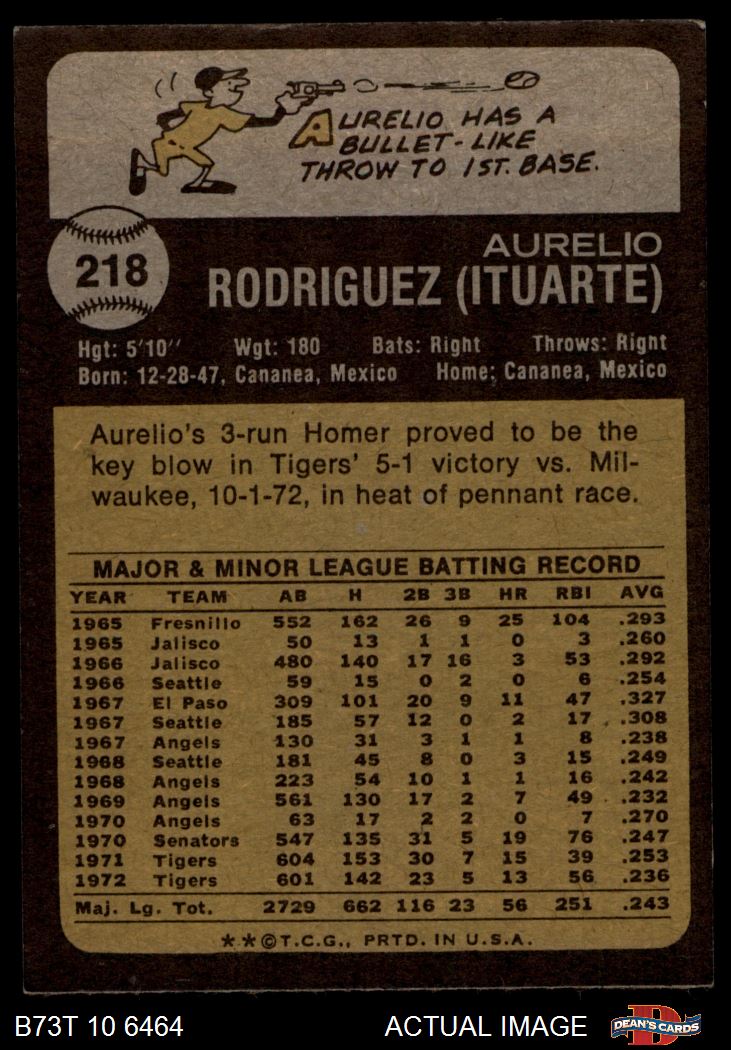 AURELIO HAS A
BULLET-LIKE
THROW TO 1ST. BASE.
218
AURELIO
RODRIGUEZ (ITUARTE)
Hgt: 5'10" Wgt: 180 Bats: Right Throws: Right
Born: 12-28-47, Cananea, Mexico Home: Cananea, Mexico
Aurelio's 3-run Homer proved to be the
key blow in Tigers' 5-1 victory vs. Mil-
waukee, 10-1-72, in heat of pennant race.
MAJOR & MINOR LEAGUE BATTING RECORD
YEAR TEAM AB H 2B 3B HR RBI AVG
1965 Fresnillo 552 162 26 9 25 104 .293
1965 Jalisco 50 13 1 1 0 3 .260
1966 Jalisco 480 140 17 16 3 53 .292
1966 Seattle 59 15 0 2 0 6 .254
1967 El Paso 309 101 20 9 11 47 .327
1967 Seattle 185 57 12 0 2 17 .308
1967 Angels 130 31 3 1 1 8 .238
1968 Seattle 181 45 8 0 3 15 .249
1968 Angels 223 54 10 1 1 16 .242
1969 Angels 561 130 17 2 7 49 .232
1970 Angels 63 17 2 2 0 7 .270
1970 Senators 547 135 31 5 19 76 .247
1971 Tigers 604 153 30 7 15 39 .253
1972 Tigers 601 142 23 5 13 56 .236
Maj. Lg. Tot. 2729 662 116 23 56 251 .243
**©T.C.G., PRTD. IN U.S.A.
B73T 10 6464 ACTUAL IMAGE
D
DEAN'S CARDS